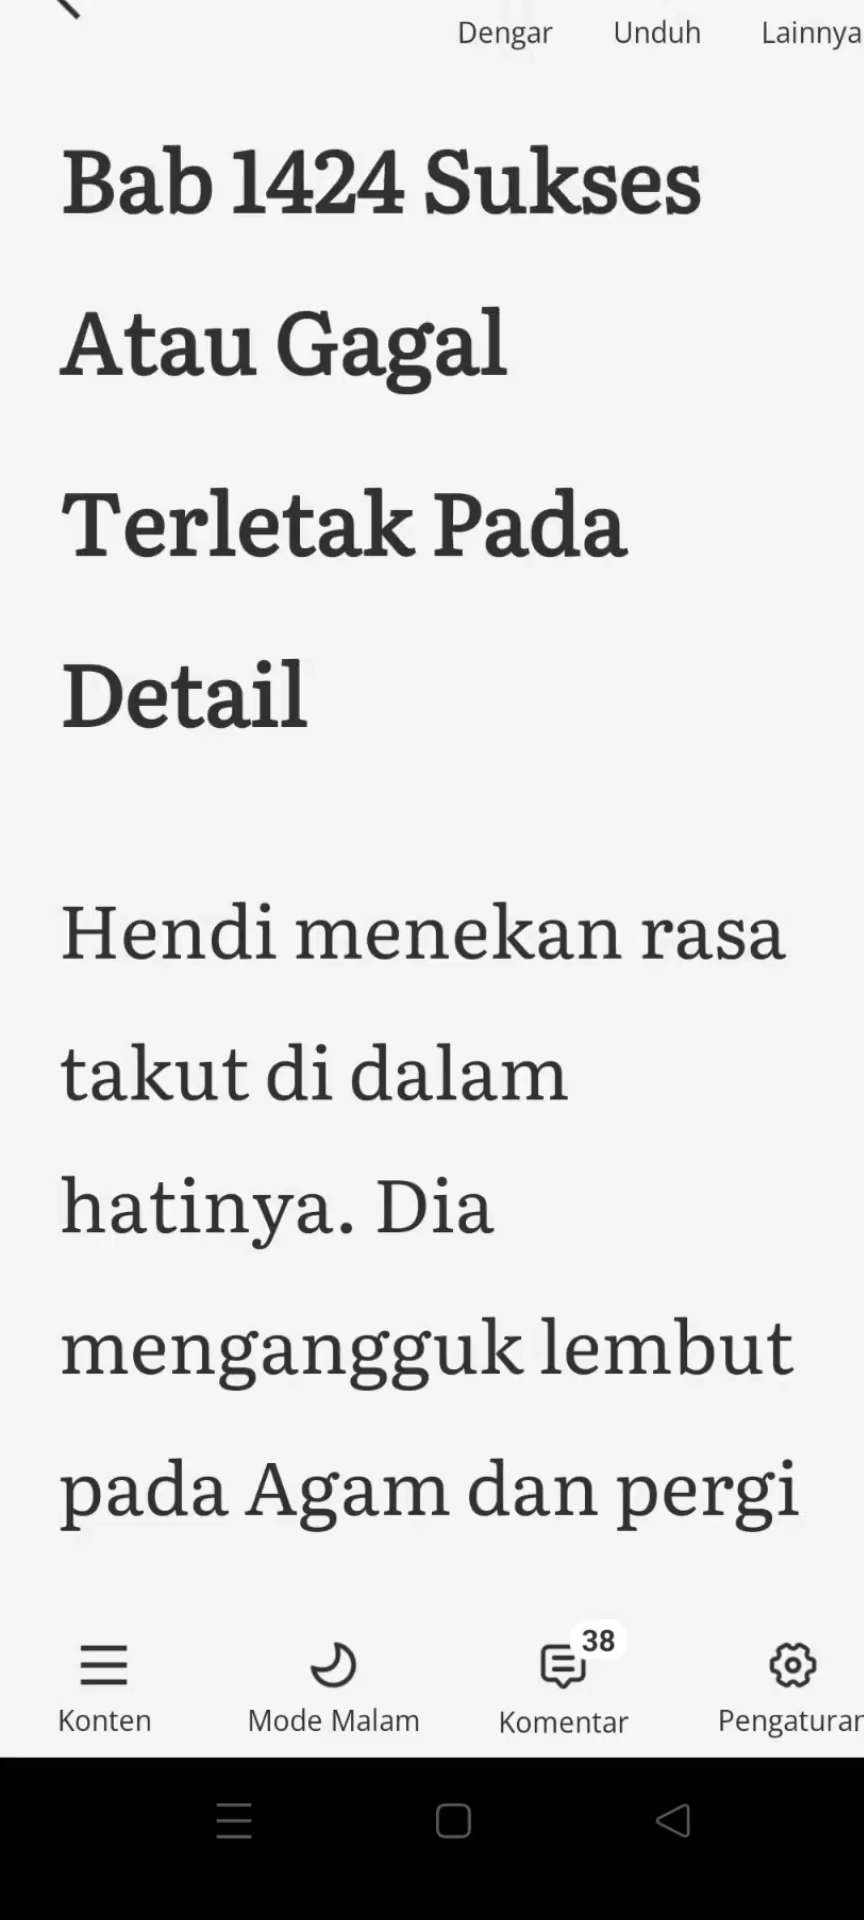 Dengar Unduh Lainnya
Bab 1424 Sukses
Atau Gagal
Terletak Pada
Detail
Hendi menekan rasa
takut di dalam
hatinya. Dia
mengangguk lembut
pada Agam dan pergi
38
Konten Mode Malam Komentar Pengaturan